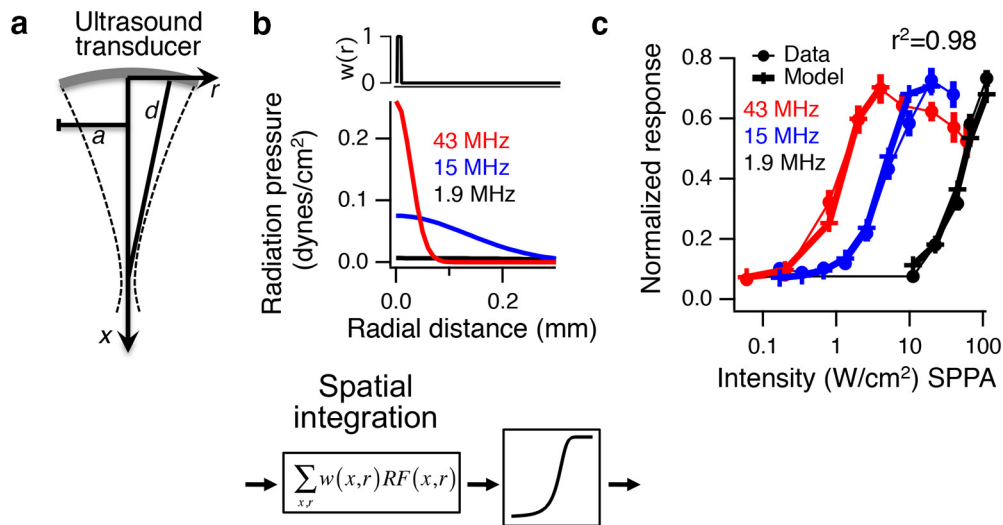 a
Ultrasound
transducer
r
d
a
x
b
w(r)
1
0
Radiation pressure
(dynes/cm²)
0.2
0.1
0.0
43 MHz
15 MHz
1.9 MHz
0.0
0.2
Radial distance (mm)
c
r²=0.98
Normalized response
0.8
0.6
0.4
0.2
0.0
Data
Model
43 MHz
15 MHz
1.9 MHz
0.1
1
10
100
Intensity (W/cm²) SPPA
Spatial
integration
∑ w(x,r)RF(x,r)
x,r